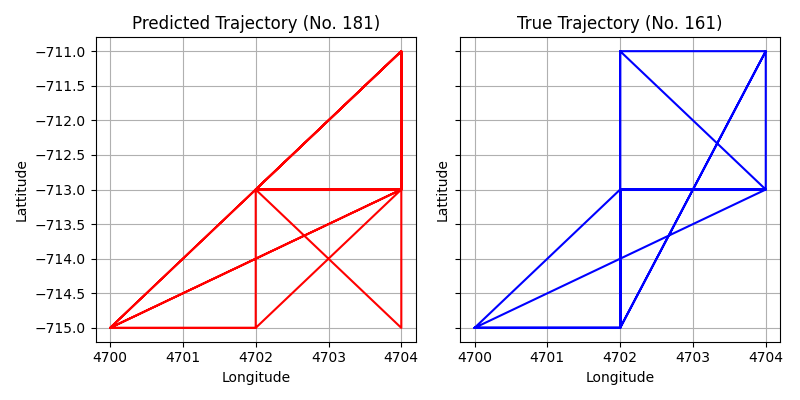 Predicted Trajectory (No. 181)
True Trajectory (No. 161)
−711.0
−711.5
−712.0
−712.5
−713.0
−713.5
−714.0
−714.5
−715.0
Lattitude
Lattitude
4700 4701 4702 4703 4704
4700 4701 4702 4703 4704
Longitude
Longitude